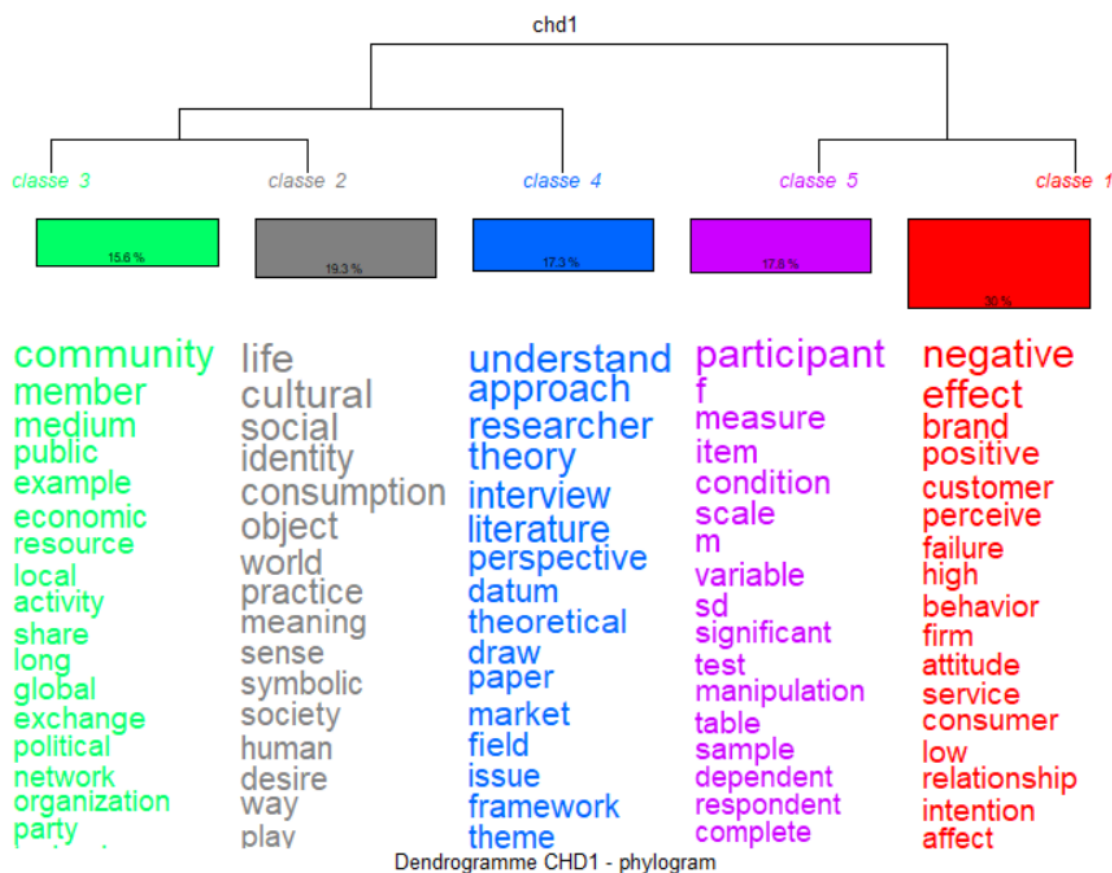 chd1
classe 3
classe 2
classe 4
classe 5
classe 1
15.6 %
19.3 %
17.3 %
17.8 %
30 %
community
member
medium
public
example
economic
resource
local
activity
share
long
global
exchange
political
network
organization
party
life
cultural
social
identity
consumption
object
world
practice
meaning
sense
symbolic
society
human
desire
way
play
understand
approach
researcher
theory
interview
literature
perspective
datum
theoretical
draw
paper
market
field
issue
framework
theme
participant
f
measure
item
condition
scale
m
variable
sd
significant
test
manipulation
table
sample
dependent
respondent
complete
negative
effect
brand
positive
customer
perceive
failure
high
behavior
firm
attitude
service
consumer
low
relationship
intention
affect
Dendrogramme CHD1 - phylogram